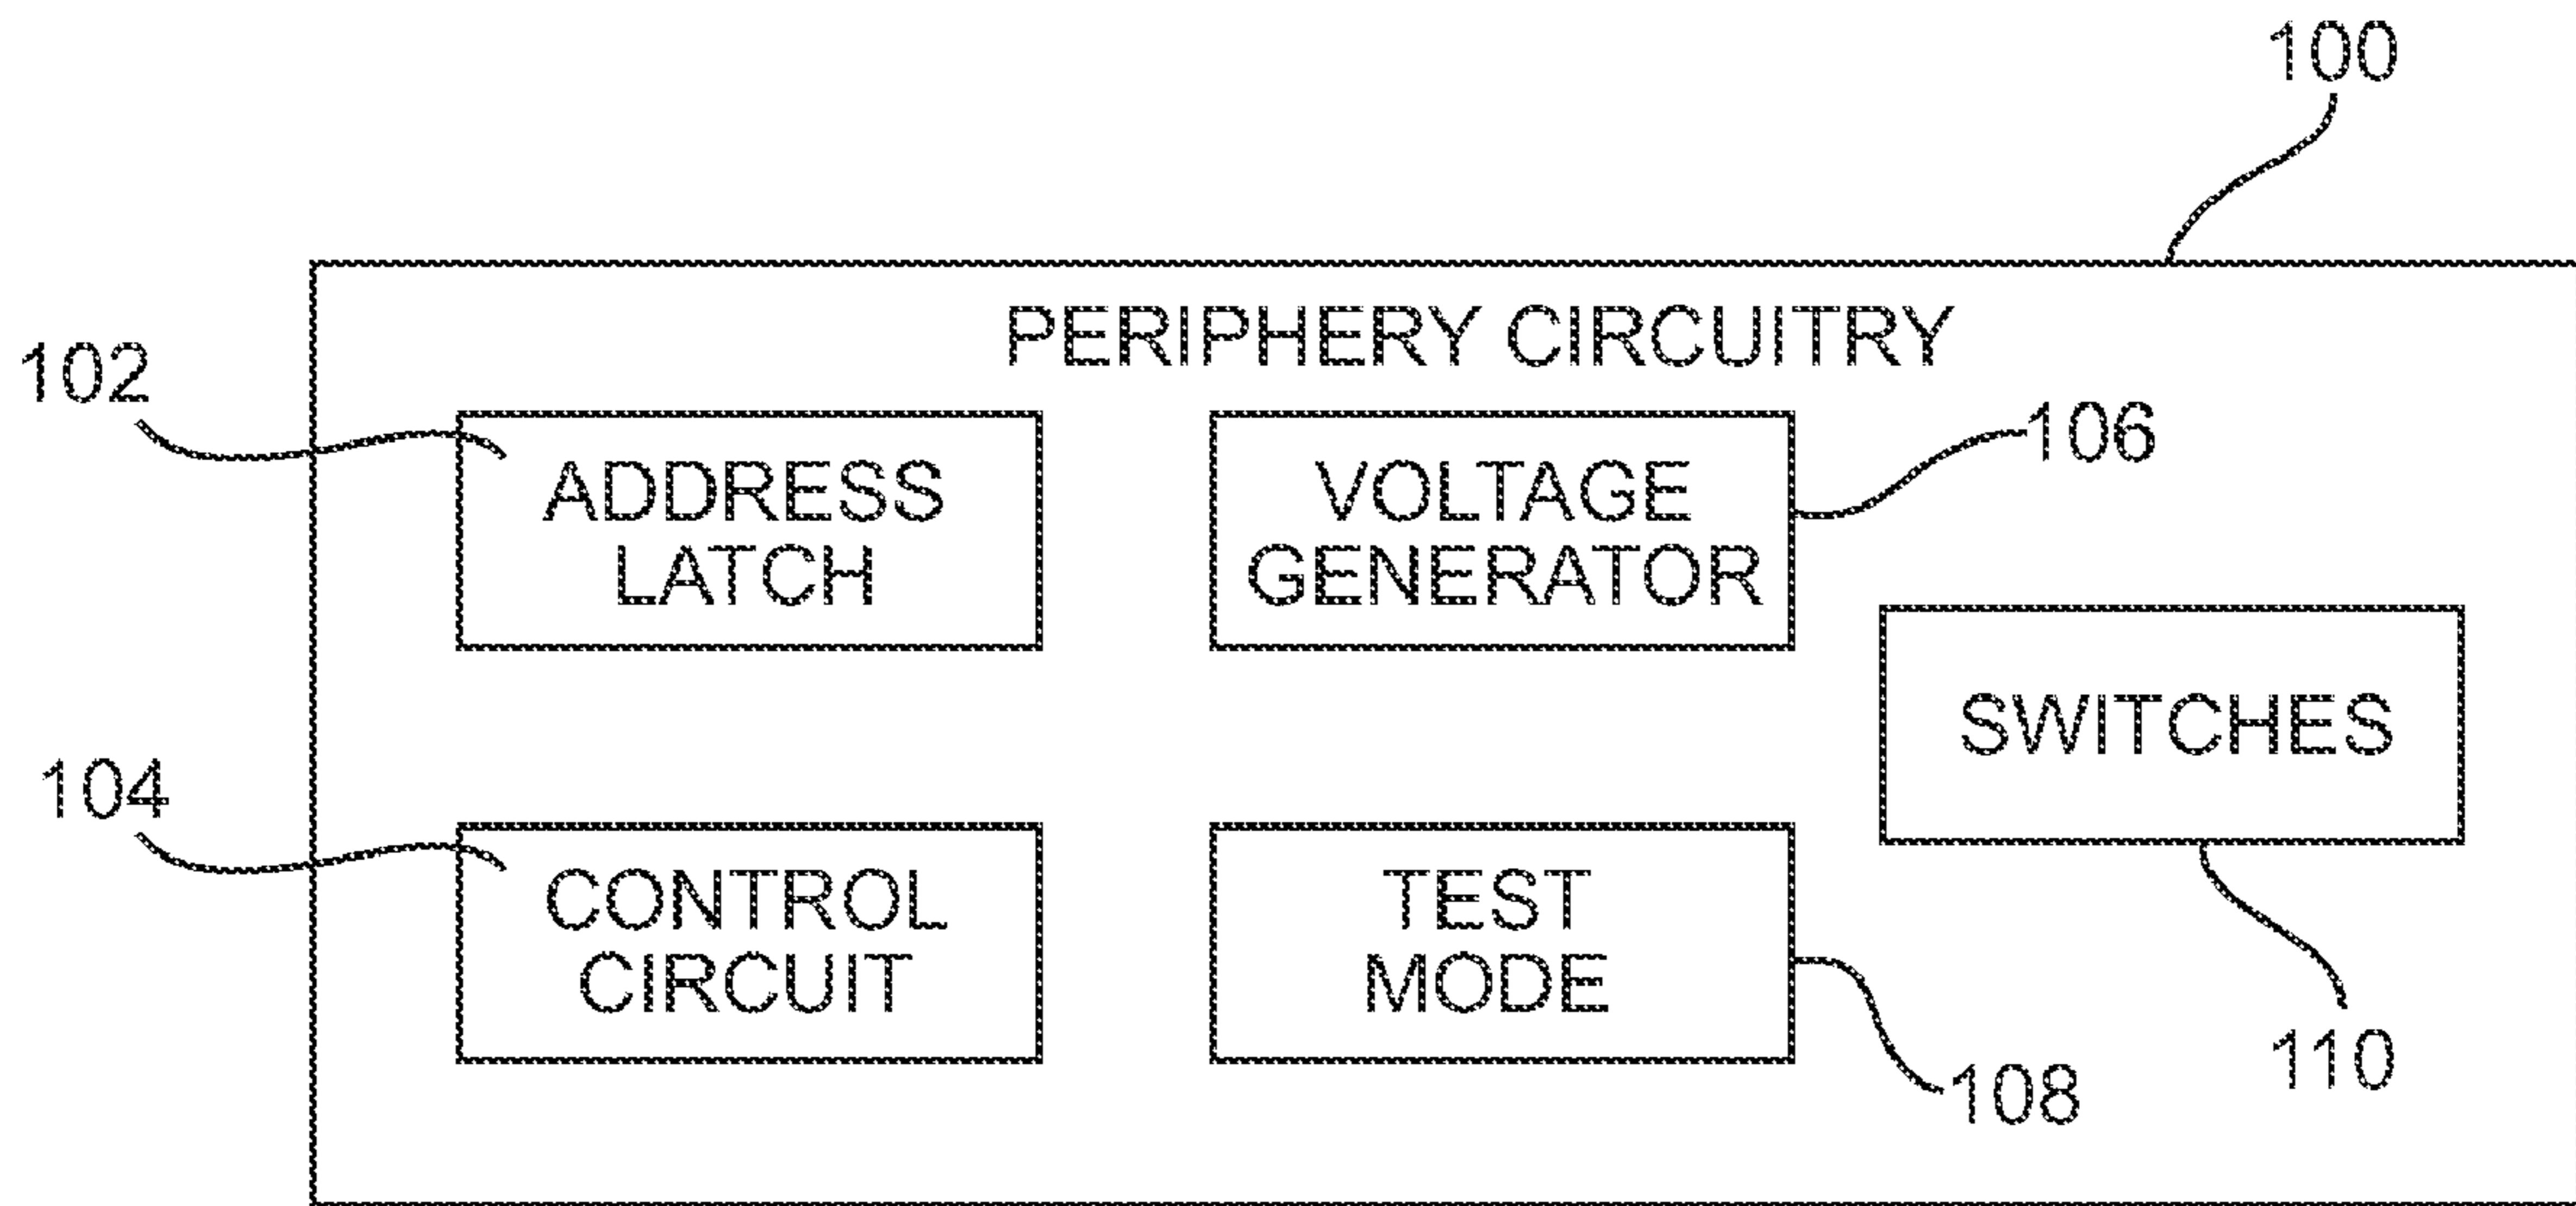 100
PERIPHERY CIRCUITRY
102
ADDRESS
LATCH
VOLTAGE
GENERATOR
106
SWITCHES
104
CONTROL
CIRCUIT
TEST
MODE
108
110